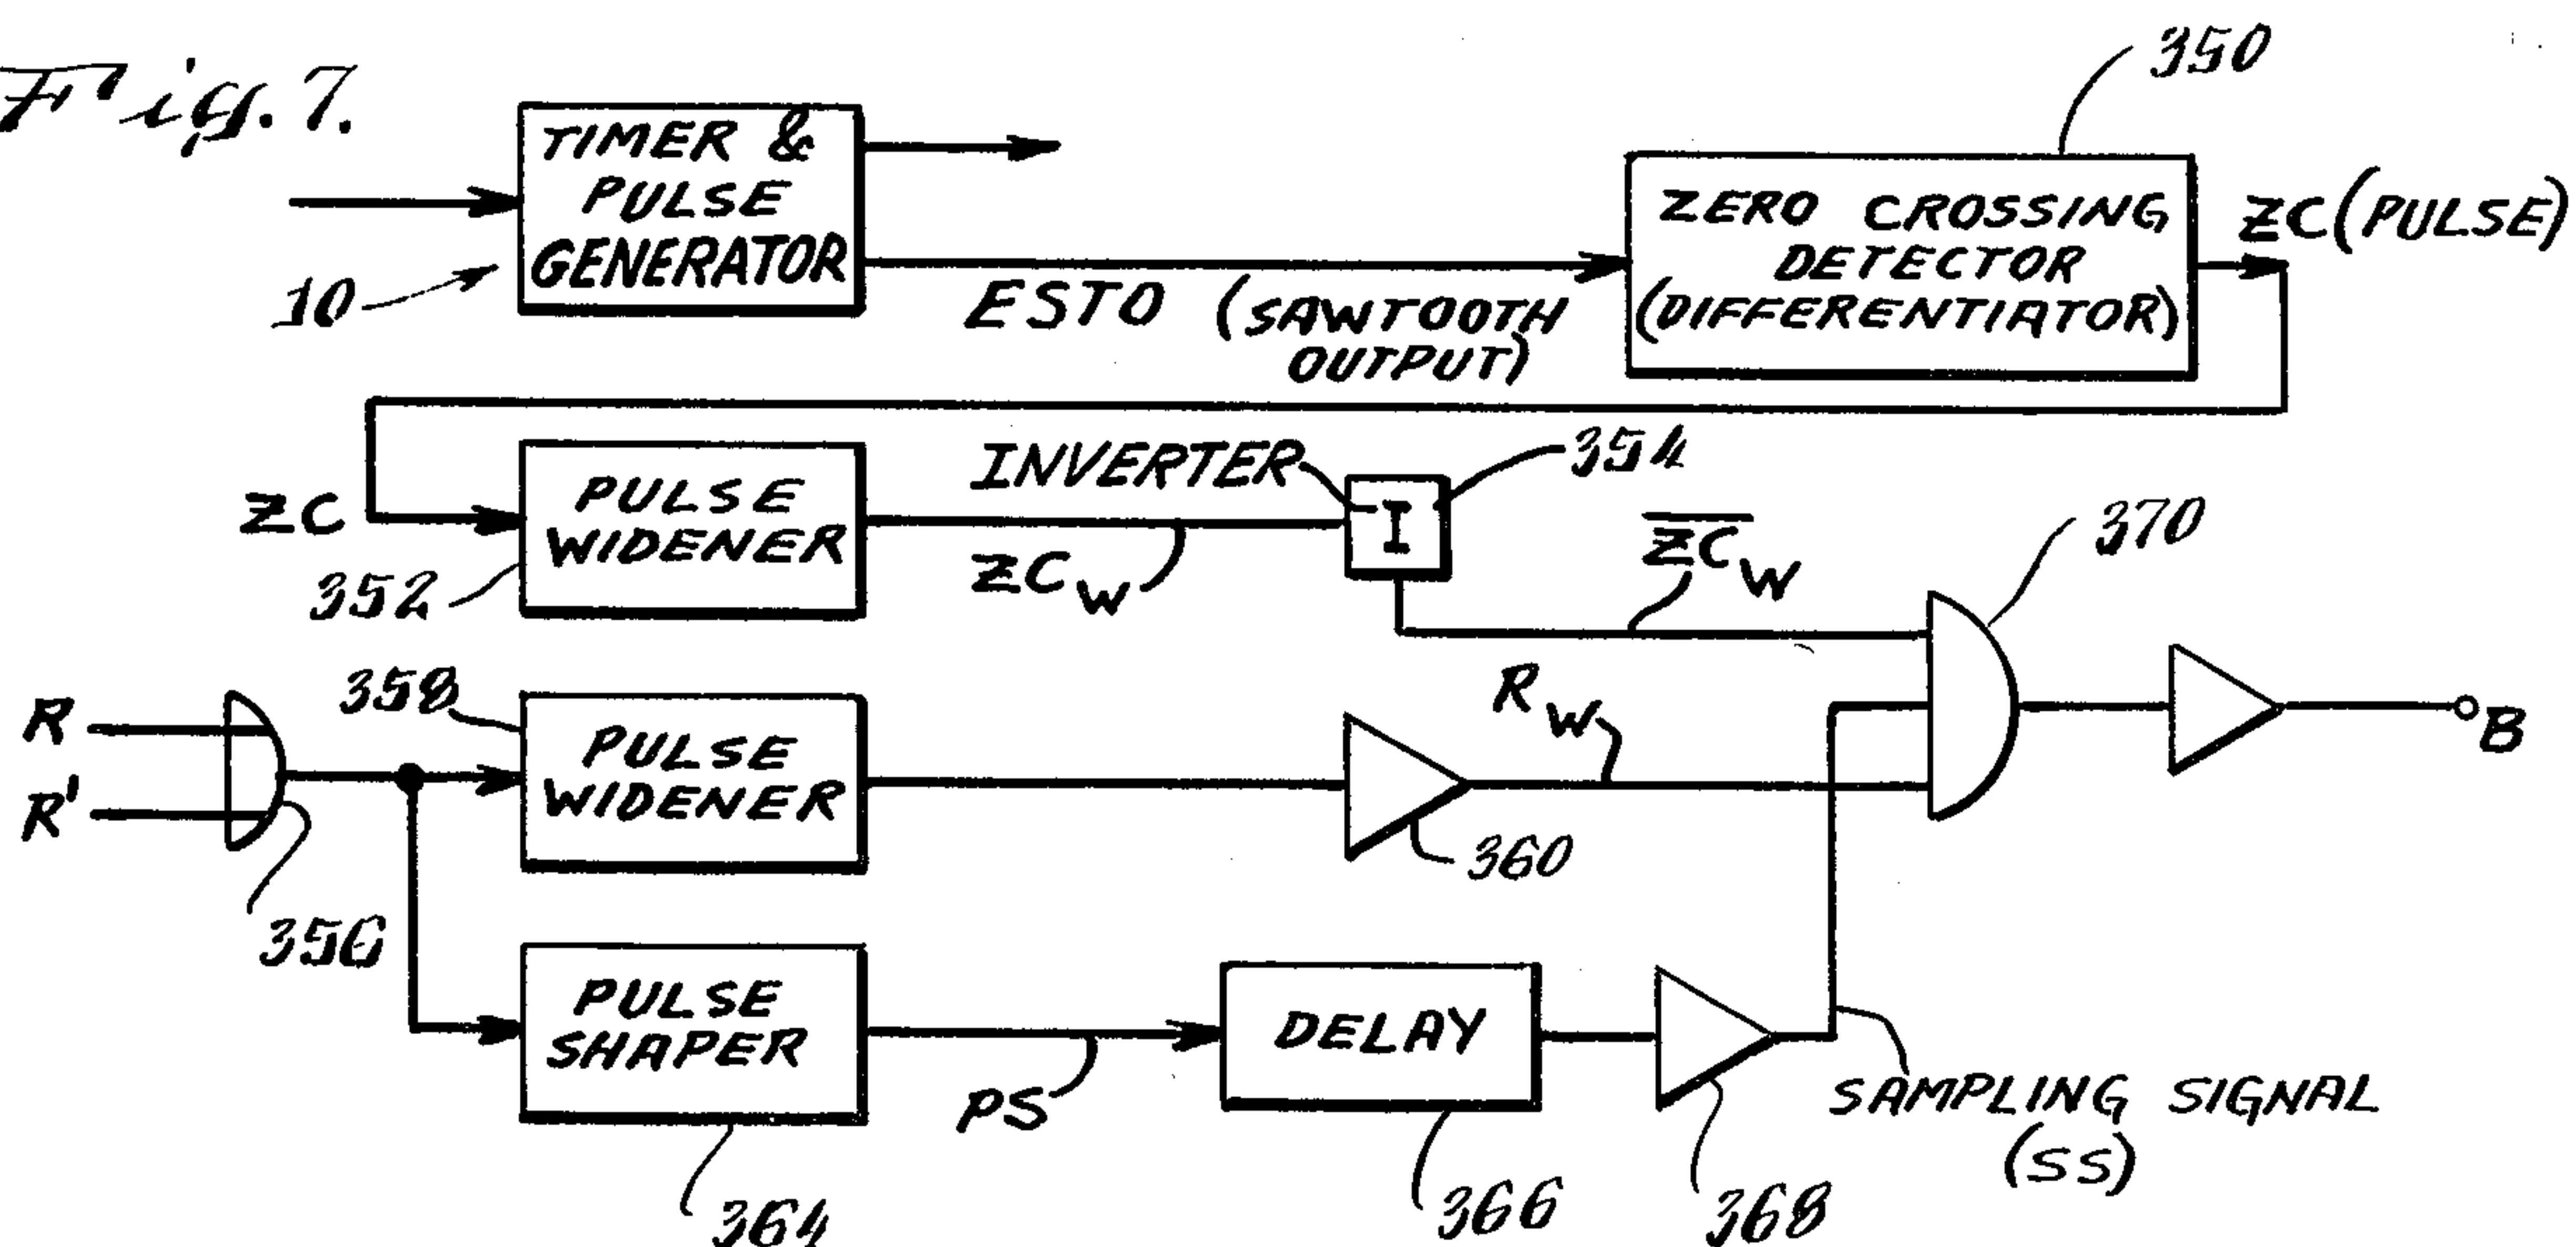 Fig. 7.
350
TIMER &
PULSE
GENERATOR
10
ESTO (SAWTOOTH
OUTPUT)
ZERO CROSSING
DETECTOR
(DIFFERENTIATOR)
ZC (PULSE)
ZC
PULSE
WIDENER
352
ZCW
INVERTER
I
354
Z̅C̅W
370
R
R'
356
358
PULSE
WIDENER
360
RW
B
PULSE
SHAPER
364
PS
DELAY
366
368
SAMPLING SIGNAL
(SS)